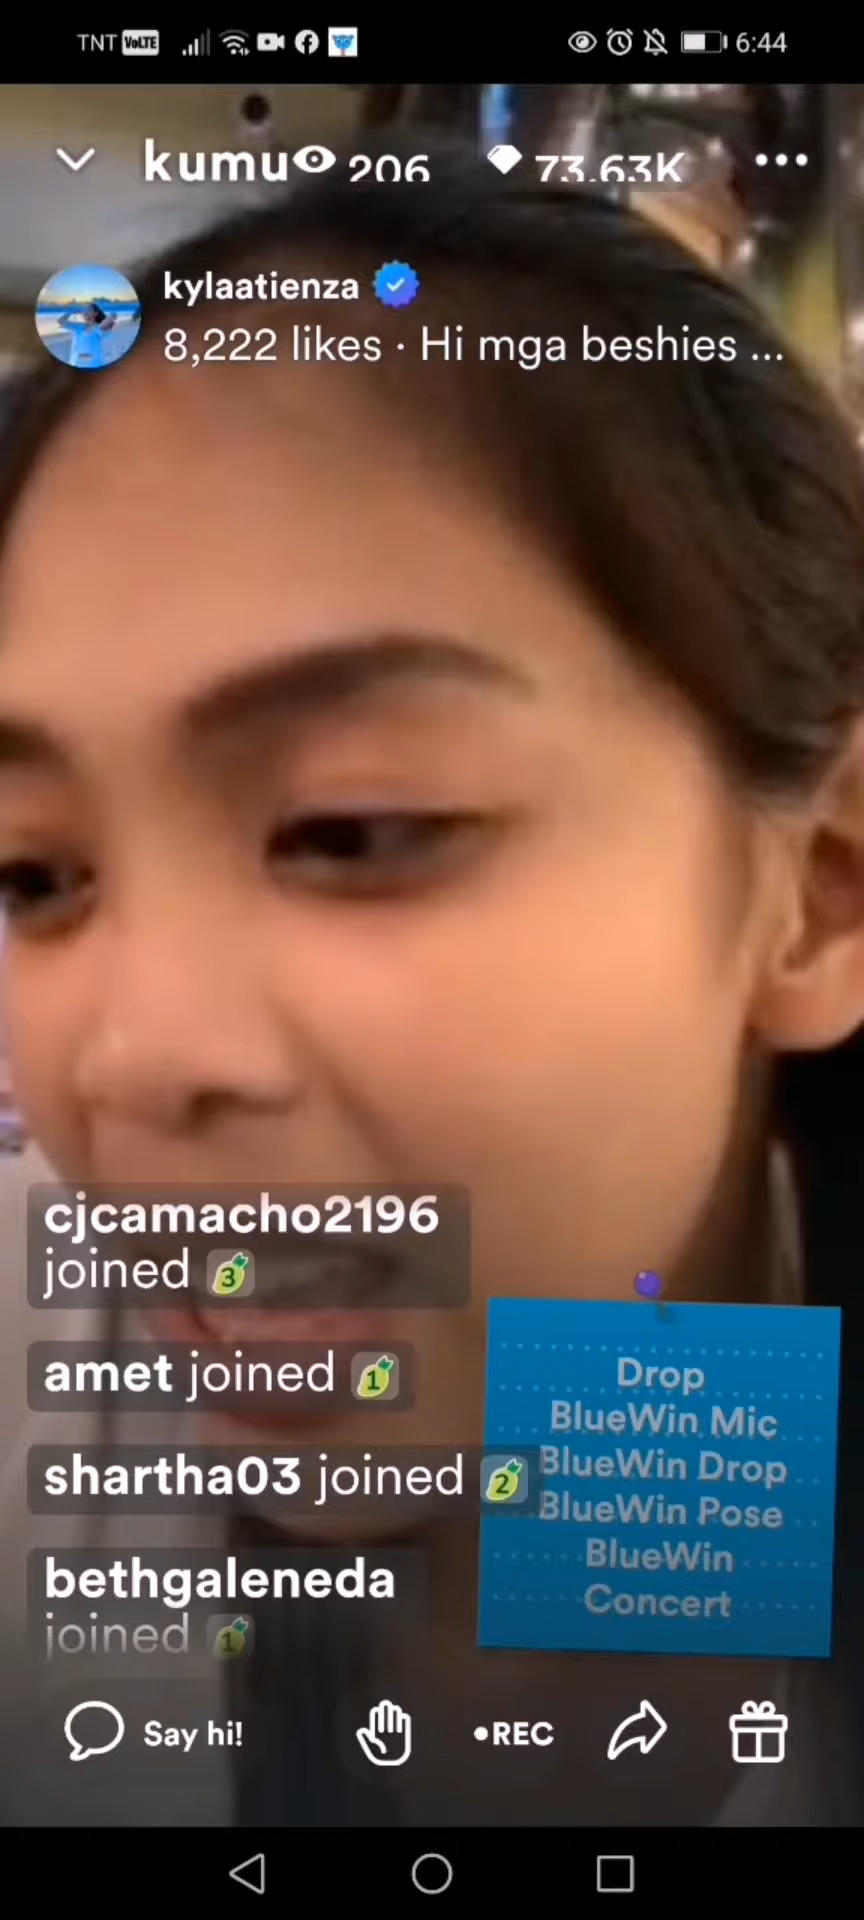 TNT VoLTE 6:44
kumu 206 73.63K
kylaatienza
8,222 likes · Hi mga beshies ...
cjcamacho2196
joined 3
amet joined 1
shartha03 joined 2
bethgaleneda
joined 1
Drop
BlueWin Mic
BlueWin Drop
BlueWin Pose
BlueWin
Concert
Say hi!
•REC